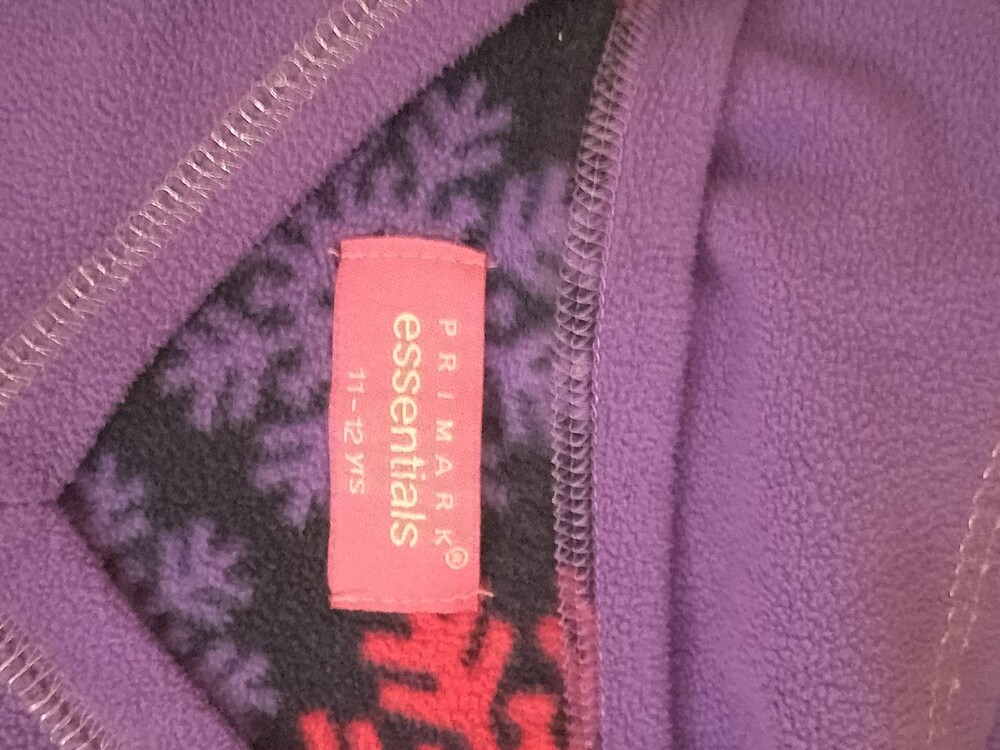 PRIMARK®
essentials
11-12 yrs